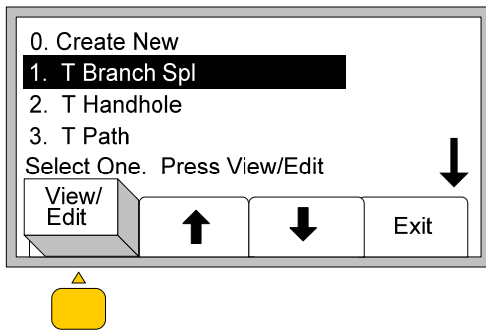 0. Create New
1. T Branch Spl
2. T Handhole
3. T Path
Select One. Press View/Edit
View/
Edit
Exit